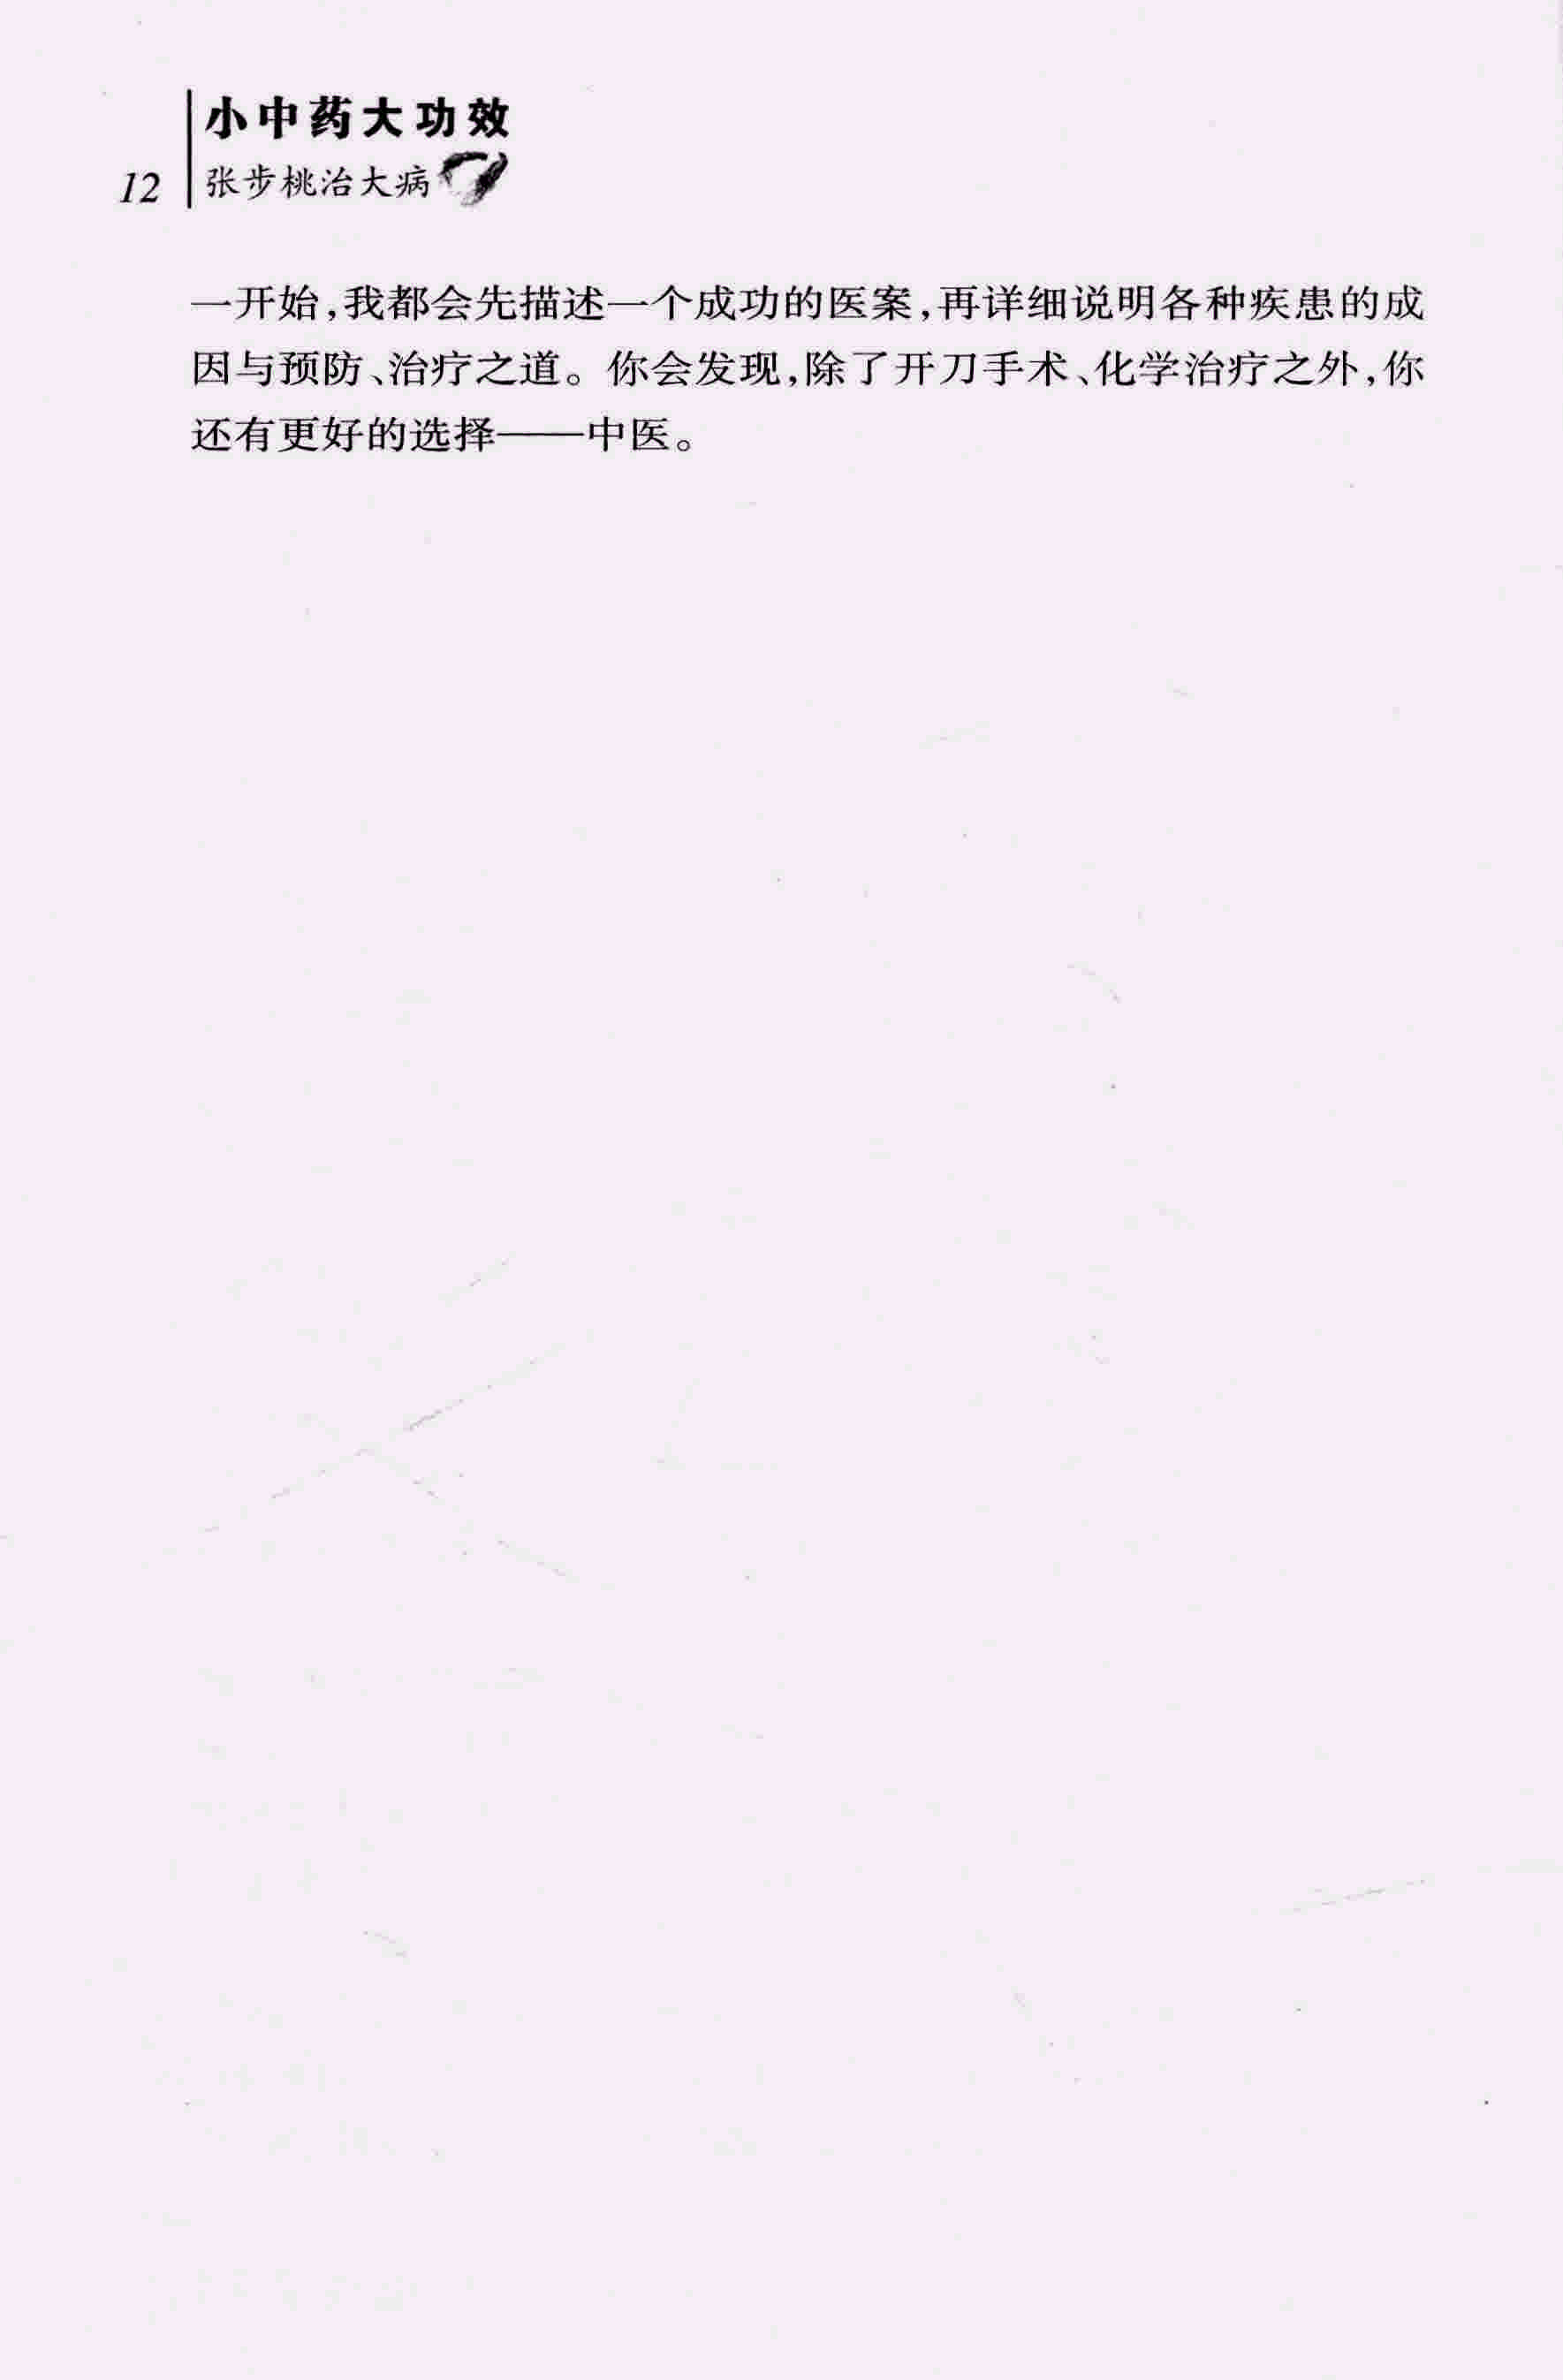 小中药大功效
12 张步桃治大病
一开始,我都会先描述一个成功的医案,再详细说明各种疾患的成
因与预防、治疗之道。你会发现,除了开刀手术、化学治疗之外,你
还有更好的选择——中医。